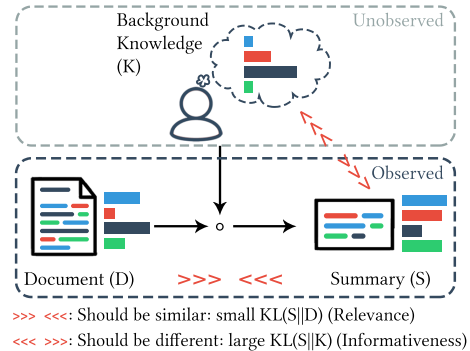 Background
Knowledge
(K)
Unobserved
<<<
>>>
Observed
Document (D)
>>> <<<
Summary (S)
>>> <<<: Should be similar: small KL(S||D) (Relevance)
<<< >>>: Should be different: large KL(S||K) (Informativeness)